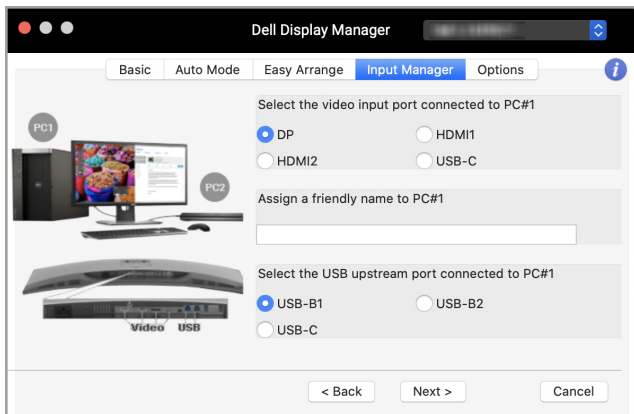 Dell Display Manager
Basic
Auto Mode
Easy Arrange
Input Manager
Options
i
Select the video input port connected to PC#1
DP
HDMI1
HDMI2
USB-C
Assign a friendly name to PC#1
Select the USB upstream port connected to PC#1
USB-B1
USB-B2
USB-C
PC1
PC2
Video
USB
< Back
Next >
Cancel